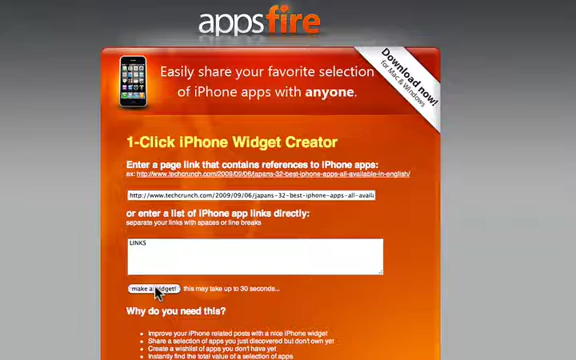 appsfire
Easily share your favorite selection
of iPhone apps with anyone.
Download now!
for Mac & Windows
1-Click iPhone Widget Creator
Enter a page link that contains references to iPhone apps:
ex: http://www.techcrunch.com/2009/09/06/japans-32-best-iphone-apps-all-available-in-english/
http://www.techcrunch.com/2009/09/06/japans-32-best-iphone-apps-all-avail
or enter a list of iPhone app links directly:
separate your links with spaces or line breaks
LINKS
make a widget! this may take up to 30 seconds...
Why do you need this?
• Improve your iPhone related posts with a nice iPhone widget
• Share a selection of apps you just discovered but don't own yet
• Create a wishlist of apps you don't have yet
• Instantly find the total value of a selection of apps